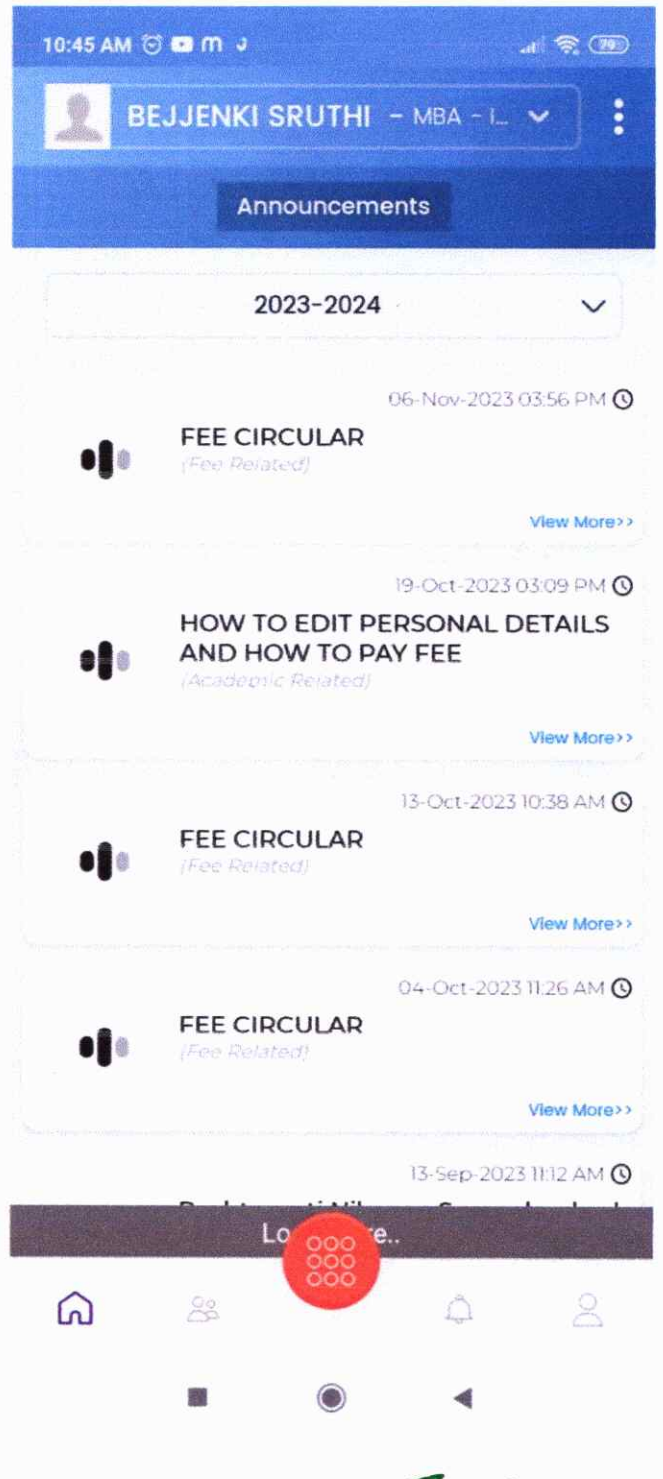 10:45 AM
79
BEJJENKI SRUTHI - MBA - I...
Announcements
2023-2024
06-Nov-2023 03:56 PM
FEE CIRCULAR
(Fee Related)
View More>>
19-Oct-2023 03:09 PM
HOW TO EDIT PERSONAL DETAILS
AND HOW TO PAY FEE
(Academic Related)
View More>>
13-Oct-2023 10:38 AM
FEE CIRCULAR
(Fee Related)
View More>>
04-Oct-2023 11:26 AM
FEE CIRCULAR
(Fee Related)
View More>>
13-Sep-2023 11:12 AM